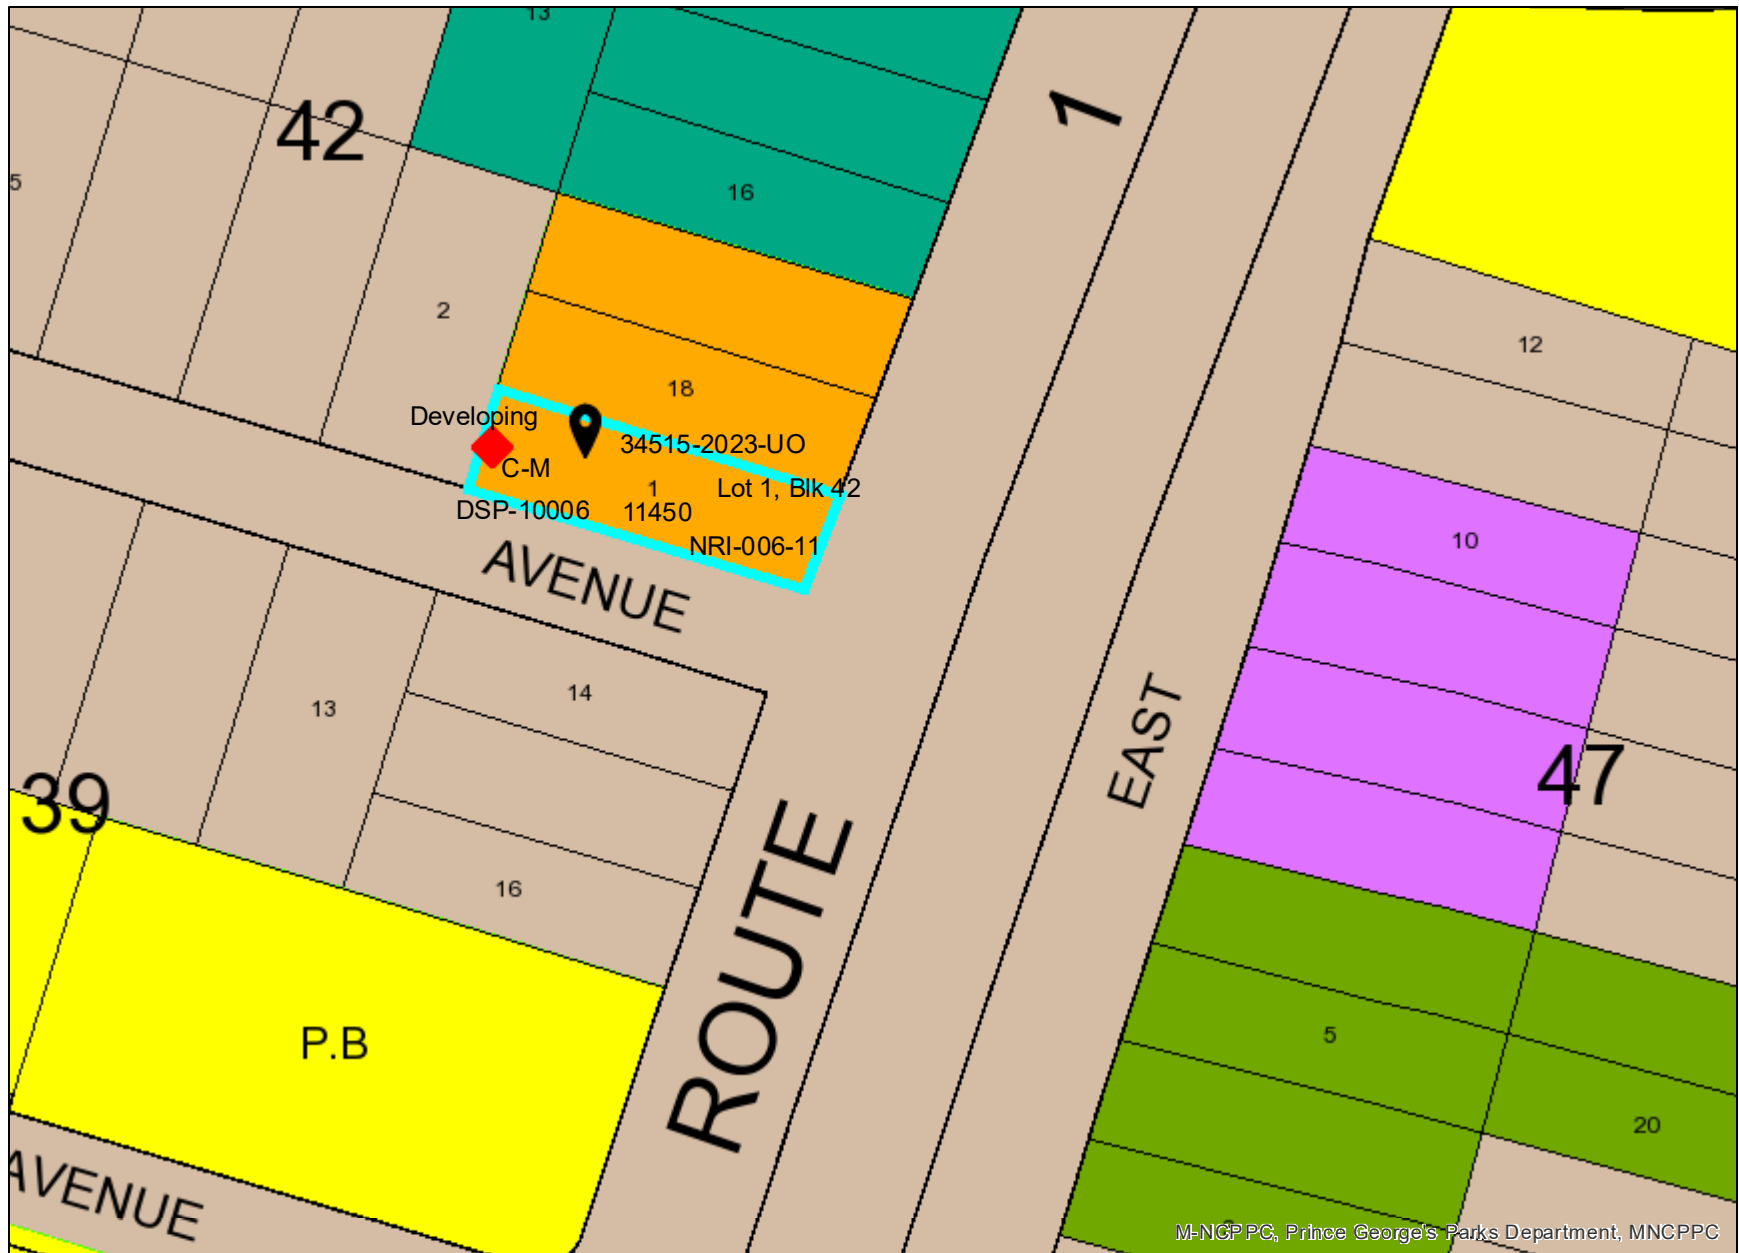 13
1
42
5
16
2
12
18
Developing
34515-2023-UO
C-M
1
Lot 1, Blk 42
DSP-10006
11450
NRI-006-11
10
AVENUE
EAST
14
13
47
39
ROUTE
16
5
P.B
20
AVENUE
M-NCPPC, Prince George's Parks Department, MNCPPC